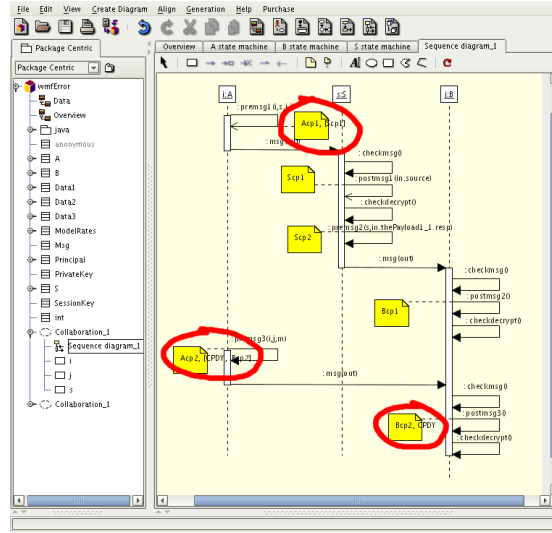 File Edit View Create Diagram Align Generation Help Purchase
Package Centric
Overview A state machine B state machine S state machine Sequence diagram_1
Package Centric
wmfError
Data
Overview
java
anonymous
A
B
Data1
Data2
Data3
ModelRates
Msg
Principal
PrivateKey
S
SessionKey
int
Collaboration_1
Sequence diagram_1
i
j
s
Collaboration_1
i:A
s:S
j:B
: premsg1(i,s,j
Acp1, [Scp1]
: checkmsg()
Scp1
: postmsg1(in.source)
: checkdecrypt()
:premsg2(s,in.thePayload1_1.resp)
Scp2
: msg(out)
: checkmsg()
: postmsg2()
Bcp1
: checkdecrypt()
: premsg3(i,j,m)
Acp2, [CPDY, Bcp2]
: msg(out)
: checkmsg()
: postmsg3()
Bcp2, CPDY
: checkdecrypt()